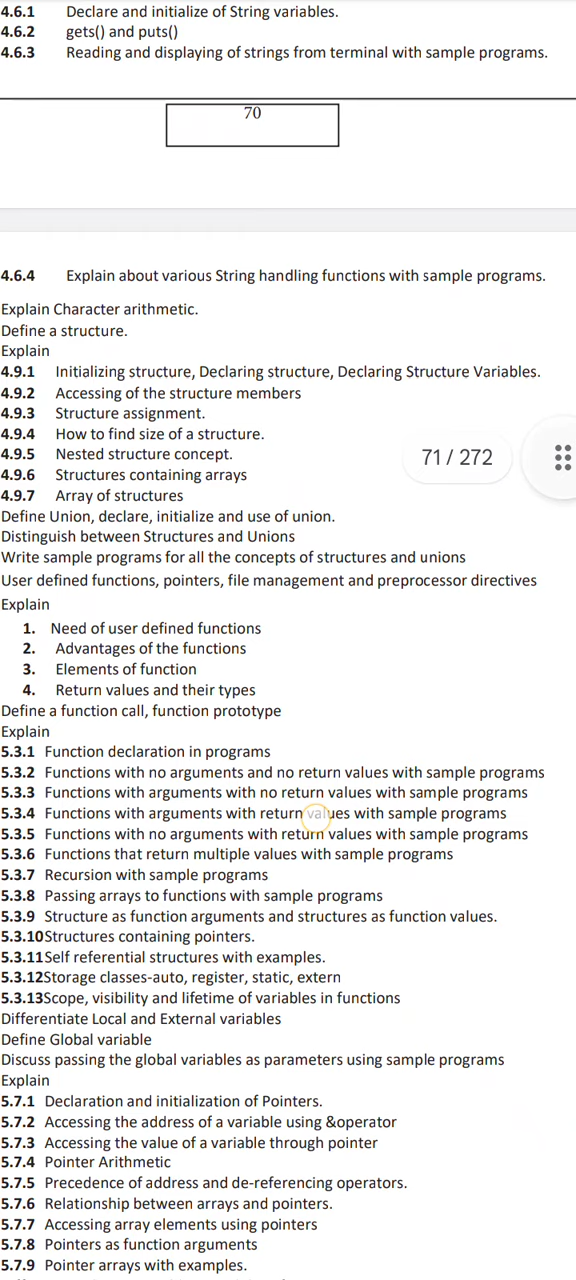 4.6.1 Declare and initialize of String variables.
4.6.2 gets() and puts()
4.6.3 Reading and displaying of strings from terminal with sample programs.
70
4.6.4 Explain about various String handling functions with sample programs.
Explain Character arithmetic.
Define a structure.
Explain
4.9.1 Initializing structure, Declaring structure, Declaring Structure Variables.
4.9.2 Accessing of the structure members
4.9.3 Structure assignment.
4.9.4 How to find size of a structure.
4.9.5 Nested structure concept.
71 / 272
4.9.6 Structures containing arrays
4.9.7 Array of structures
Define Union, declare, initialize and use of union.
Distinguish between Structures and Unions
Write sample programs for all the concepts of structures and unions
User defined functions, pointers, file management and preprocessor directives
Explain
1. Need of user defined functions
2. Advantages of the functions
3. Elements of function
4. Return values and their types
Define a function call, function prototype
Explain
5.3.1 Function declaration in programs
5.3.2 Functions with no arguments and no return values with sample programs
5.3.3 Functions with arguments with no return values with sample programs
5.3.4 Functions with arguments with return values with sample programs
5.3.5 Functions with no arguments with return values with sample programs
5.3.6 Functions that return multiple values with sample programs
5.3.7 Recursion with sample programs
5.3.8 Passing arrays to functions with sample programs
5.3.9 Structure as function arguments and structures as function values.
5.3.10Structures containing pointers.
5.3.11Self referential structures with examples.
5.3.12Storage classes-auto, register, static, extern
5.3.13Scope, visibility and lifetime of variables in functions
Differentiate Local and External variables
Define Global variable
Discuss passing the global variables as parameters using sample programs
Explain
5.7.1 Declaration and initialization of Pointers.
5.7.2 Accessing the address of a variable using &operator
5.7.3 Accessing the value of a variable through pointer
5.7.4 Pointer Arithmetic
5.7.5 Precedence of address and de-referencing operators.
5.7.6 Relationship between arrays and pointers.
5.7.7 Accessing array elements using pointers
5.7.8 Pointers as function arguments
5.7.9 Pointer arrays with examples.